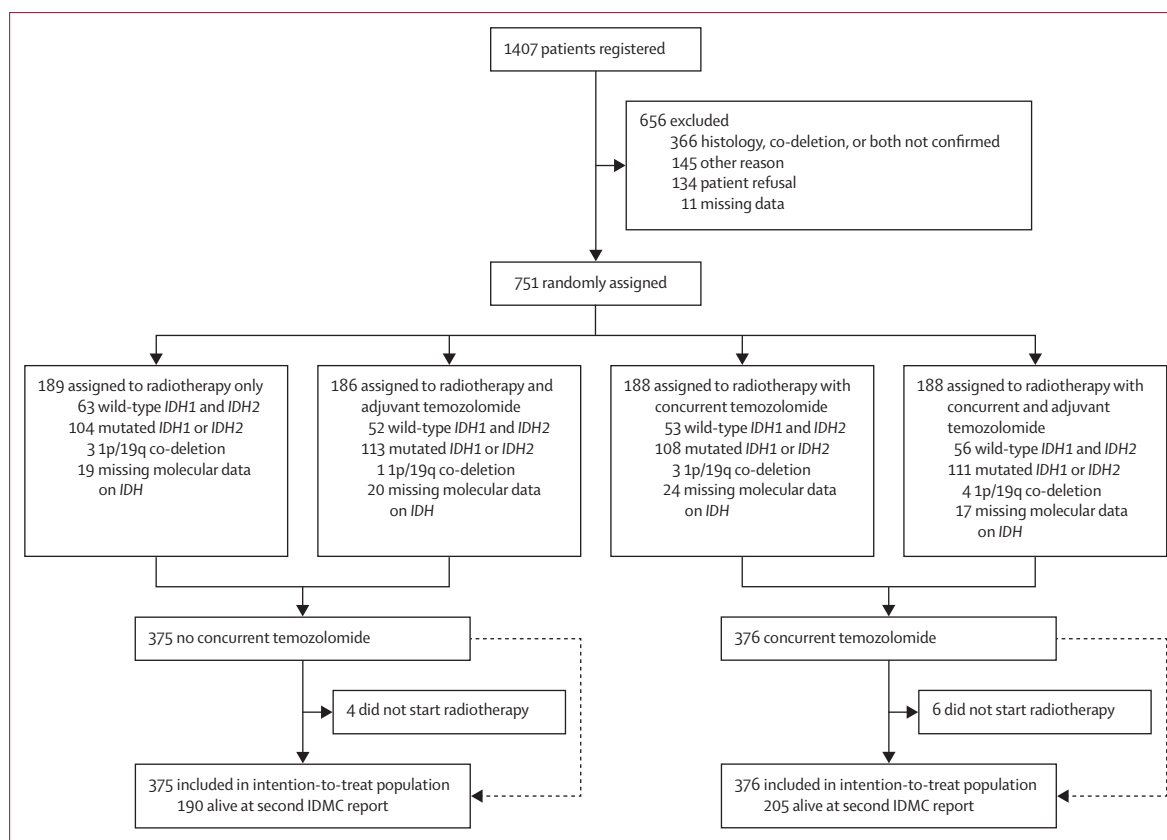 1407 patients registered
656 excluded
366 histology, co-deletion, or both not confirmed
145 other reason
134 patient refusal
11 missing data
751 randomly assigned
189 assigned to radiotherapy only
63 wild-type IDH1 and IDH2
104 mutated IDH1 or IDH2
3 1p/19q co-deletion
19 missing molecular data
on IDH
186 assigned to radiotherapy and
adjuvant temozolomide
52 wild-type IDH1 and IDH2
113 mutated IDH1 or IDH2
1 1p/19q co-deletion
20 missing molecular data
on IDH
188 assigned to radiotherapy with
concurrent temozolomide
53 wild-type IDH1 and IDH2
108 mutated IDH1 or IDH2
3 1p/19q co-deletion
24 missing molecular data
on IDH
188 assigned to radiotherapy with
concurrent and adjuvant
temozolomide
56 wild-type IDH1 and IDH2
111 mutated IDH1 or IDH2
4 1p/19q co-deletion
17 missing molecular data
on IDH
375 no concurrent temozolomide
376 concurrent temozolomide
4 did not start radiotherapy
6 did not start radiotherapy
375 included in intention-to-treat population
190 alive at second IDMC report
376 included in intention-to-treat population
205 alive at second IDMC report